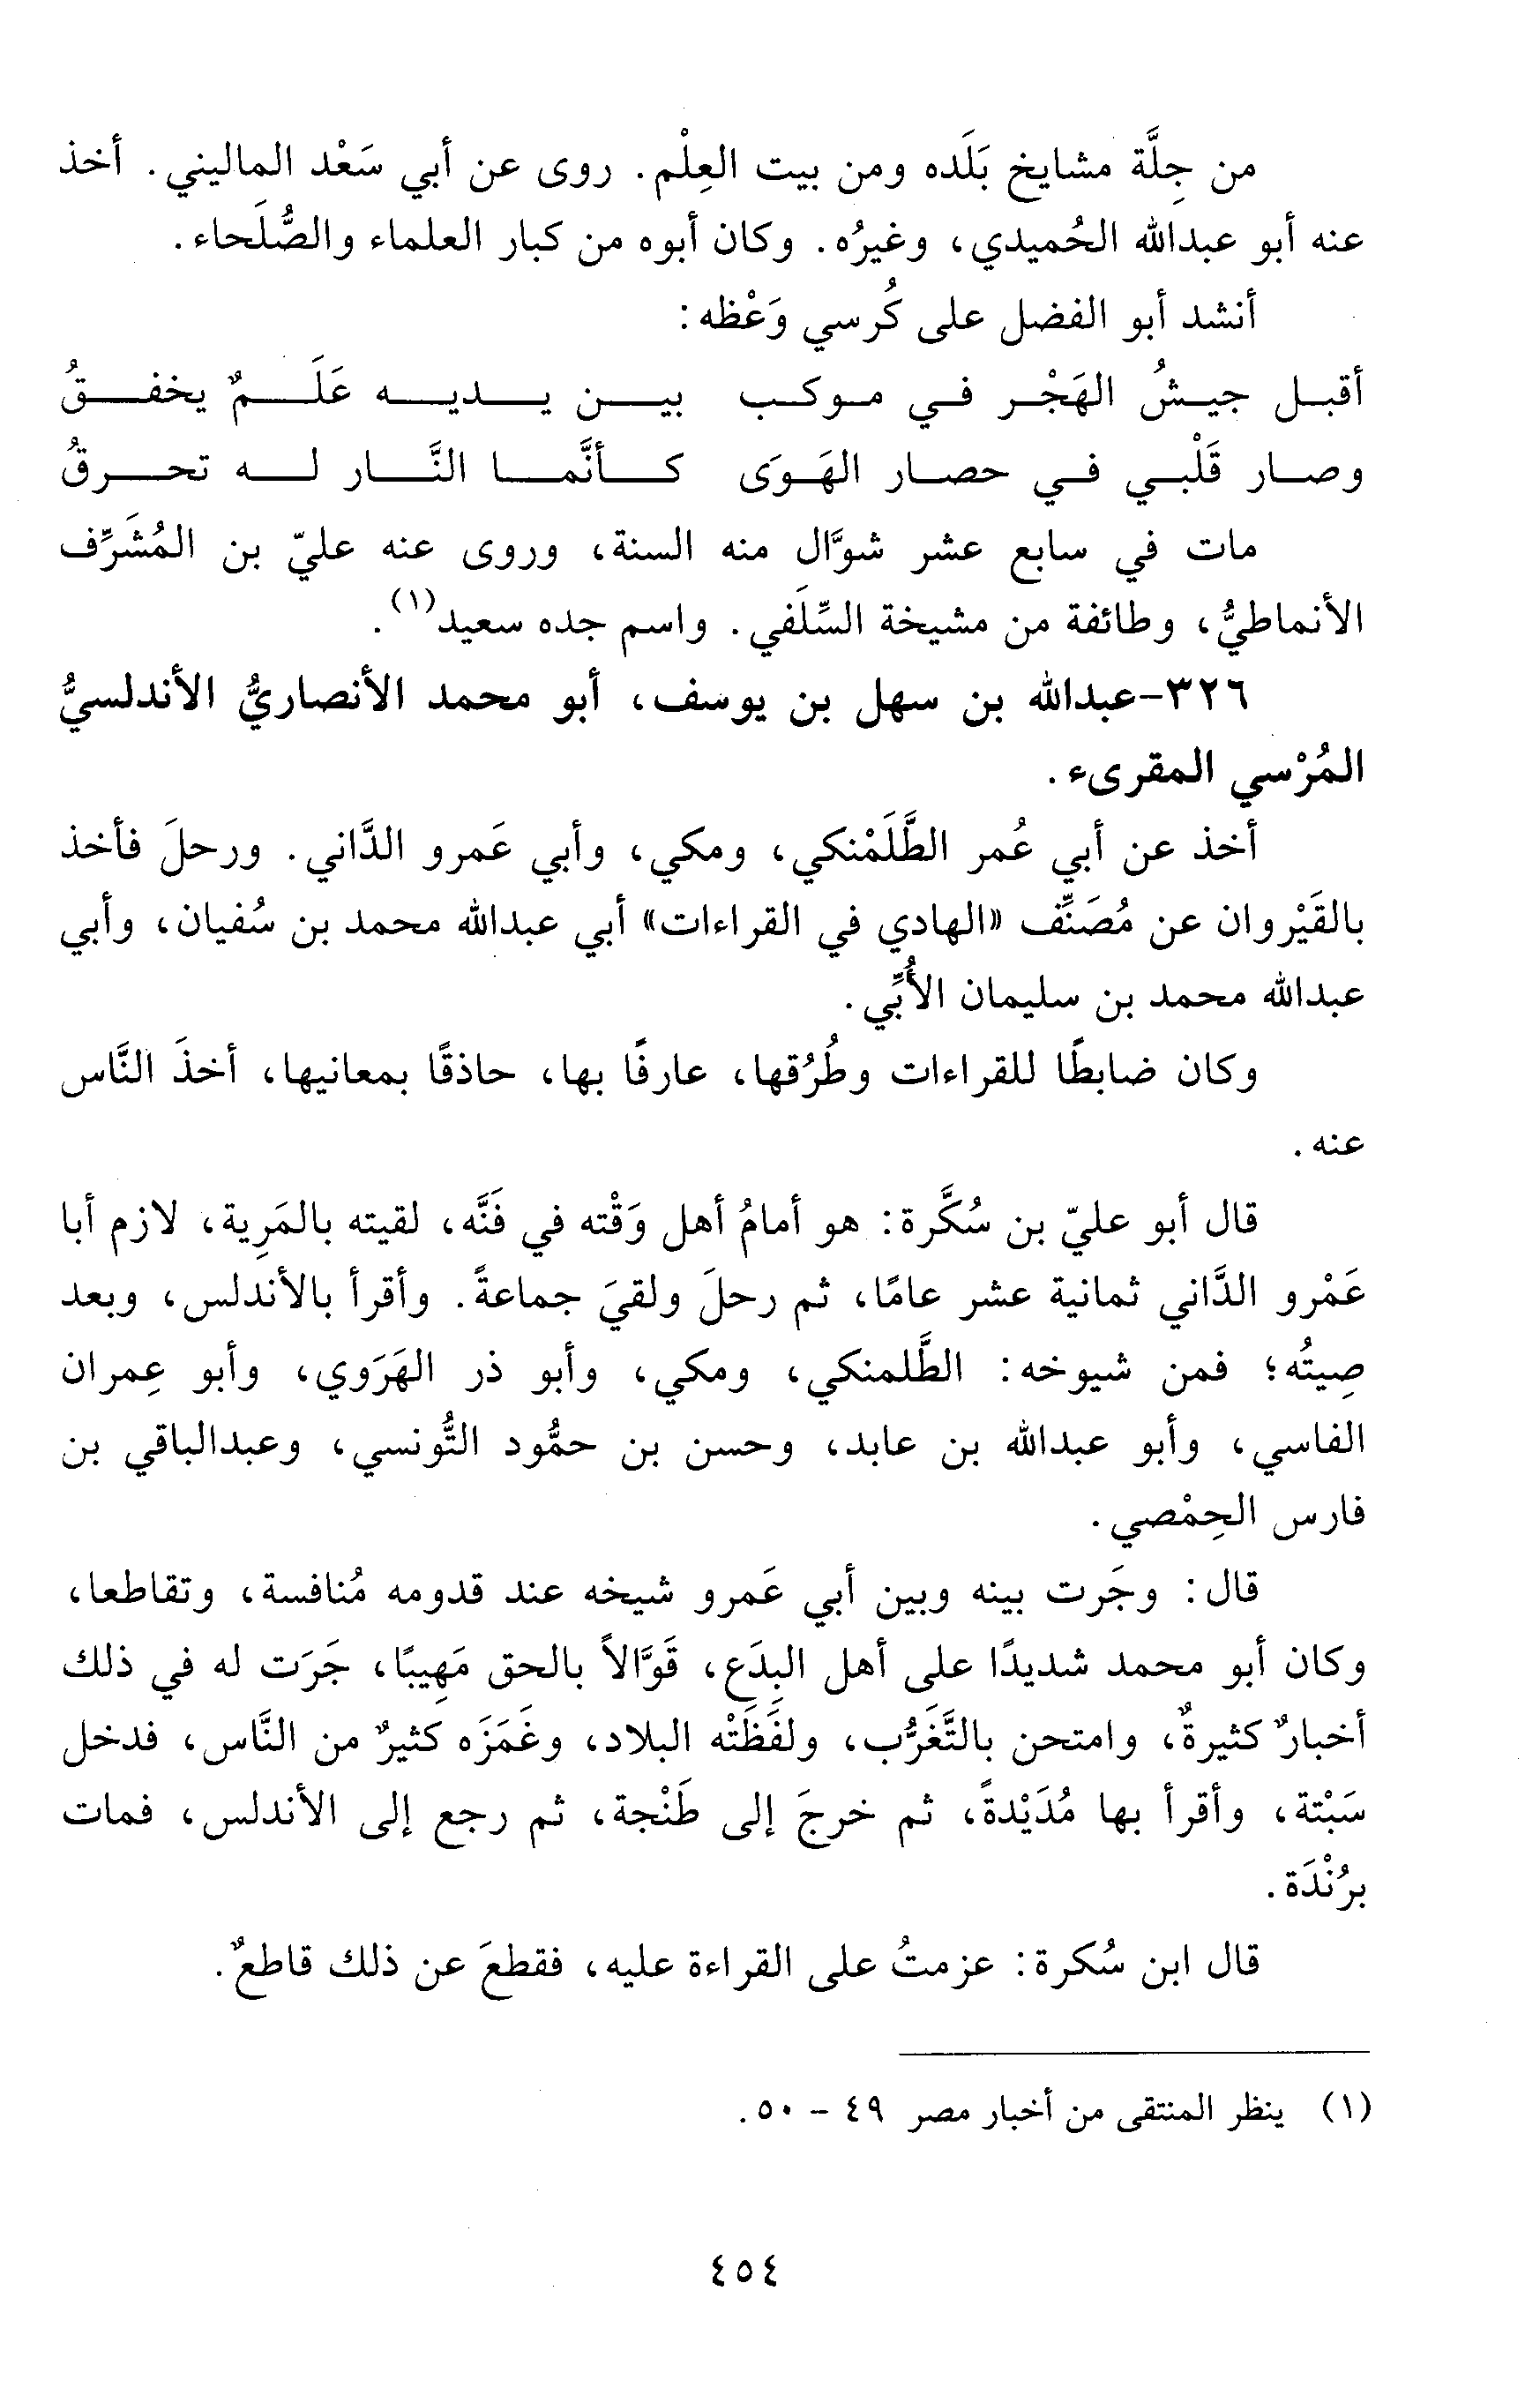 من جِلَّة مشايخ بَلَده ومن بيت العِلْم. روى عن أبي سَعْد الماليني. أخذ
عنه أبو عبدالله الحُميدي، وغيرُه. وكان أبوه من كبار العلماء والصُّلَحاء.
أنشد أبو الفضل على كُرسي وَعْظه:
أقبل جيشُ الهَجْر في موكب بين يديه عَلَمٌ يخفقُ
وصار قَلْبي في حصار الهَوَى كأنَّما النَّار له تحرقُ
مات في سابع عشر شوَّال منه السنة، وروى عنه عليّ بن المُشَرِّف
الأنماطيُّ، وطائفة من مشيخة السِّلَفي. واسم جده سعيد(١).
٣٢٦-عبدالله بن سهل بن يوسف، أبو محمد الأنصاريُّ الأندلسيُّ
المُرْسي المقرىء.
أخذ عن أبي عُمر الطَّلَمْنكي، ومكي، وأبي عَمرو الدَّاني. ورحلَ فأخذ
بالقَيْروان عن مُصَنِّف «الهادي في القراءات» أبي عبدالله محمد بن سُفيان، وأبي
عبدالله محمد بن سليمان الأُبِّي.
وكان ضابطًا للقراءات وطُرُقها، عارفًا بها، حاذقًا بمعانيها، أخذَ النَّاس
عنه.
قال أبو عليّ بن سُكَّرة: هو أمامُ أهل وَقْته في فَنَّه، لقيته بالمَرِية، لازم أبا
عَمْرو الدَّاني ثمانية عشر عامًا، ثم رحلَ ولقيَ جماعةً. وأقرأ بالأندلس، وبعد
صِيتُه؛ فمن شيوخه: الطَّلمنكي، ومكي، وأبو ذر الهَرَوي، وأبو عِمران
الفاسي، وأبو عبدالله بن عابد، وحسن بن حمُّود التُّونسي، وعبدالباقي بن
فارس الحِمْصي.
قال: وجَرت بينه وبين أبي عَمرو شيخه عند قدومه مُنافسة، وتقاطعا،
وكان أبو محمد شديدًا على أهل البِدَع، قَوَّالاً بالحق مَهِيبًا، جَرَت له في ذلك
أخبارٌ كثيرةٌ، وامتحن بالتَّغَرُّب، ولفَظَتْه البلاد، وغَمَزَه كثيرٌ من النَّاس، فدخل
سَبْتة، وأقرأ بها مُدَيْدةً، ثم خرجَ إلى طَنْجة، ثم رجع إلى الأندلس، فمات
برُنْدَة.
قال ابن سُكرة: عزمتُ على القراءة عليه، فقطعَ عن ذلك قاطعٌ.
(١) ينظر المنتقى من أخبار مصر ٤٩ - ٥٠.
٤٥٤